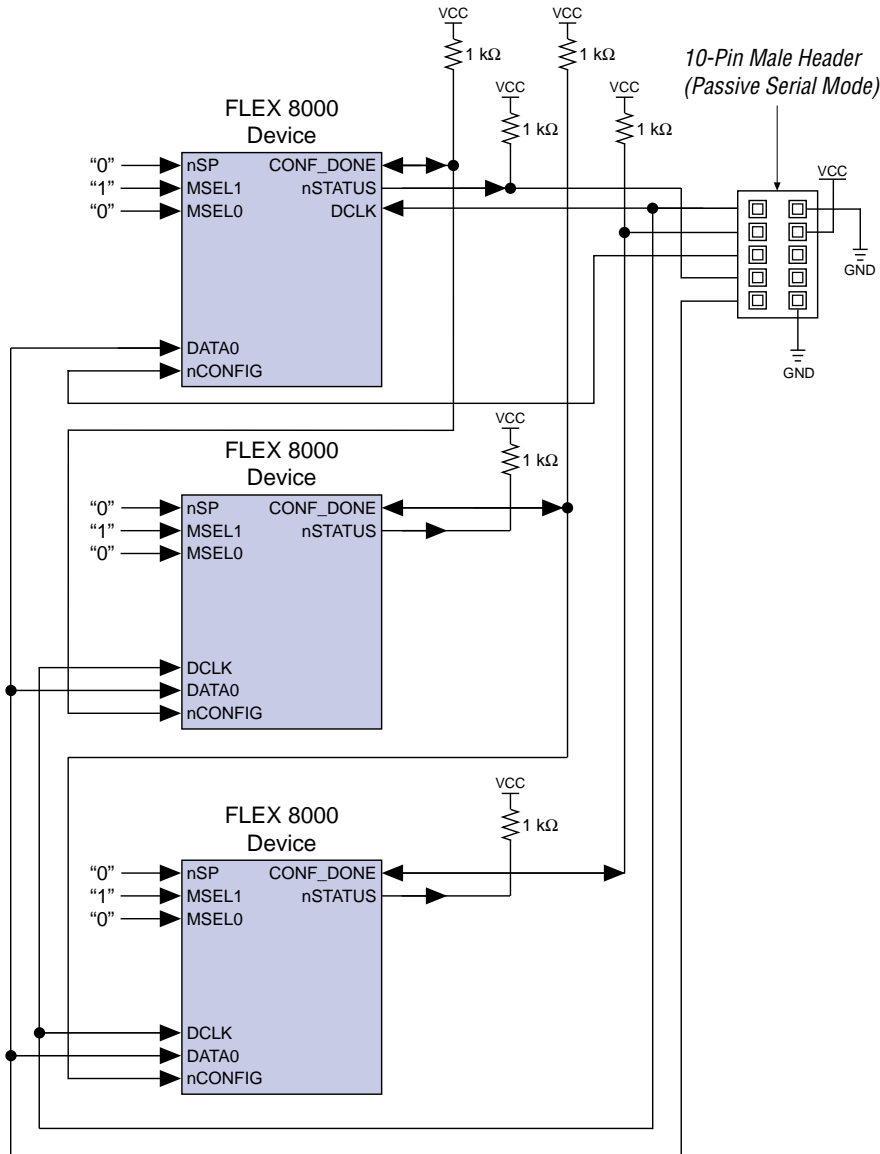 VCC
1 kΩ
VCC
1 kΩ
10-Pin Male Header
(Passive Serial Mode)
VCC
1 kΩ
VCC
1 kΩ
FLEX 8000
Device
“0” nSP CONF_DONE
“1” MSEL1 nSTATUS
“0” MSEL0 DCLK
VCC
GND
DATA0
nCONFIG
GND
VCC
1 kΩ
FLEX 8000
Device
“0” nSP CONF_DONE
“1” MSEL1 nSTATUS
“0” MSEL0
DCLK
DATA0
nCONFIG
VCC
1 kΩ
FLEX 8000
Device
“0” nSP CONF_DONE
“1” MSEL1 nSTATUS
“0” MSEL0
DCLK
DATA0
nCONFIG